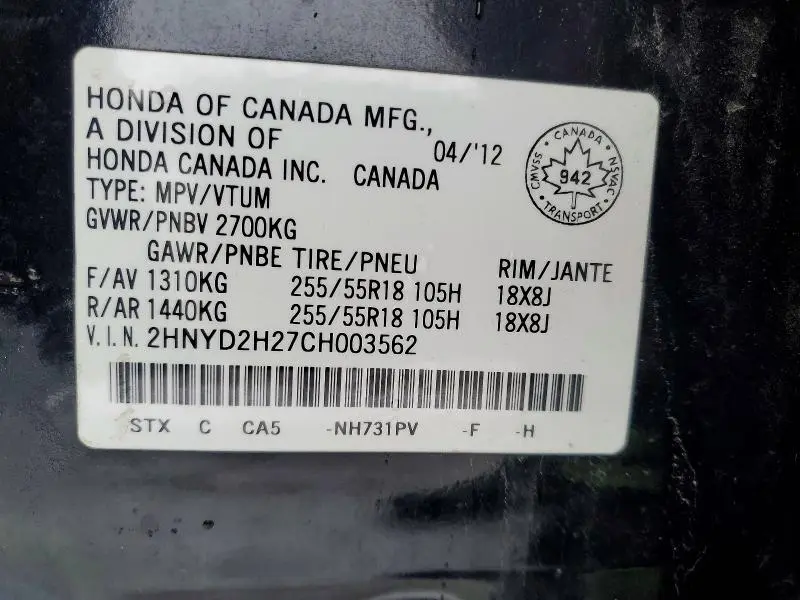 HONDA OF CANADA MFG.,
A DIVISION OF
HONDA CANADA INC. CANADA
04/'12
CANADA
CMVSS
NSVAC
942
TRANSPORT
TYPE: MPV/VTUM
GVWR/PNBV 2700KG
GAWR/PNBE TIRE/PNEU RIM/JANTE
F/AV 1310KG 255/55R18 105H 18X8J
R/AR 1440KG 255/55R18 105H 18X8J
V.I.N. 2HNYD2H27CH003562
STX C CA5 -NH731PV -F -H